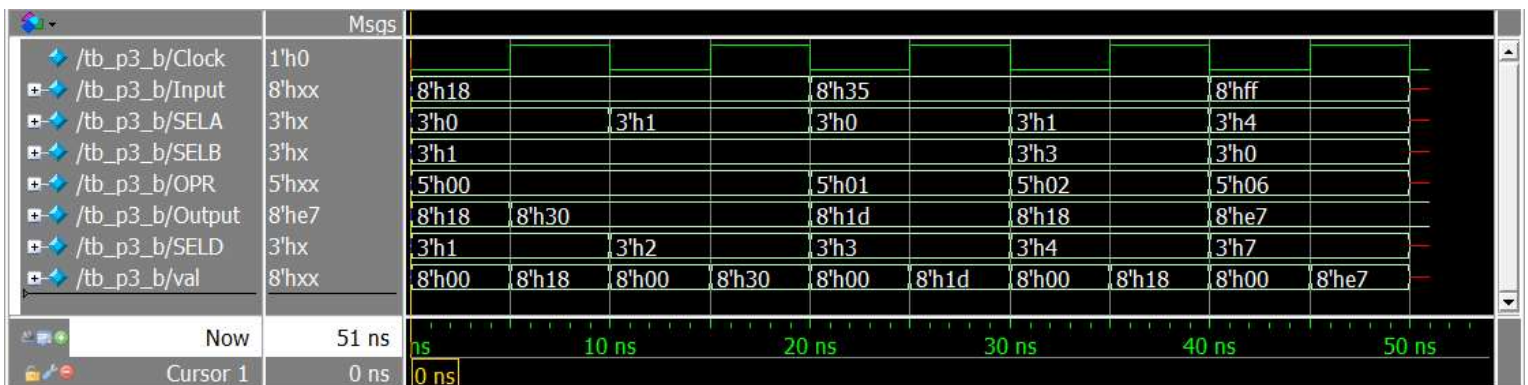 Msgs
/tb_p3_b/Clock 1'h0
/tb_p3_b/Input 8'hxx 8'h18 8'h35 8'hff
/tb_p3_b/SELA 3'hx 3'h0 3'h1 3'h0 3'h1 3'h4
/tb_p3_b/SELB 3'hx 3'h1 3'h3 3'h0
/tb_p3_b/OPR 5'hxx 5'h00 5'h01 5'h02 5'h06
/tb_p3_b/Output 8'he7 8'h18 8'h30 8'h1d 8'h18 8'he7
/tb_p3_b/SELD 3'hx 3'h1 3'h2 3'h3 3'h4 3'h7
/tb_p3_b/val 8'hxx 8'h00 8'h18 8'h00 8'h30 8'h00 8'h1d 8'h00 8'h18 8'h00 8'he7
Now 51 ns ns 10 ns 20 ns 30 ns 40 ns 50 ns
Cursor 1 0 ns 0 ns